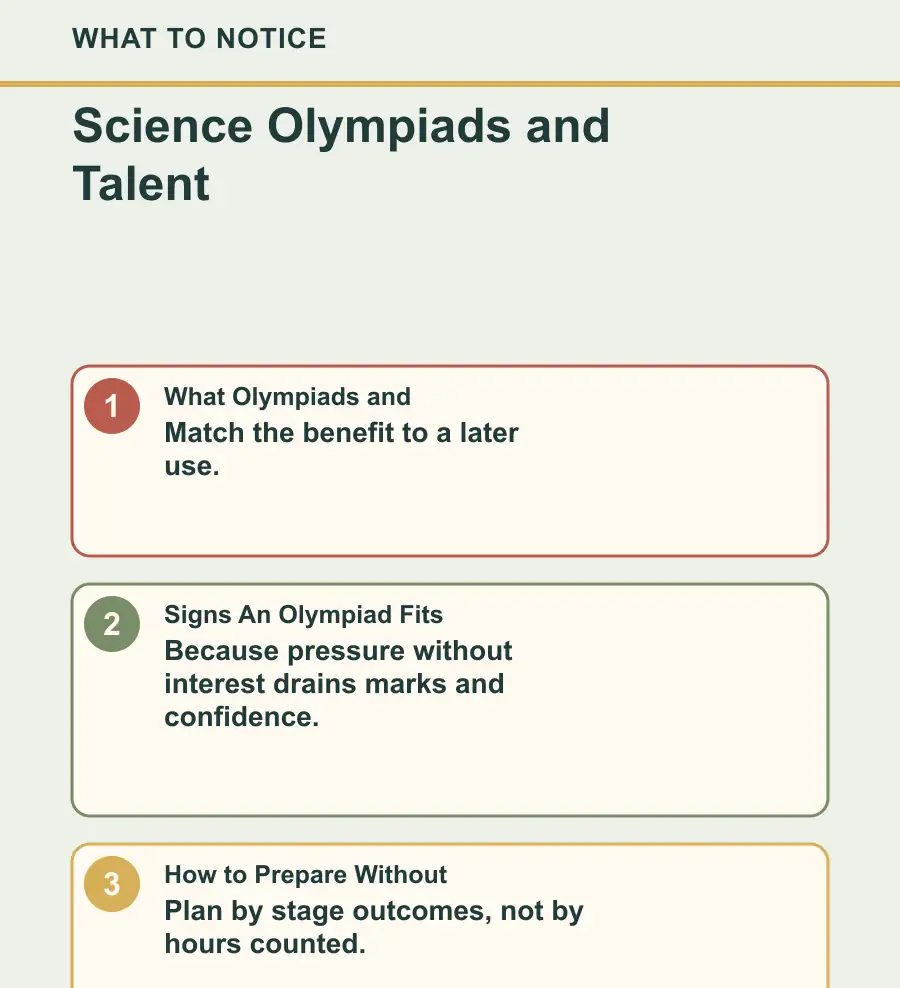 WHAT TO NOTICE
Science Olympiads and
Talent
1
What Olympiads and
Match the benefit to a later
use.
2
Signs An Olympiad Fits
Because pressure without
interest drains marks and
confidence.
3
How to Prepare Without
Plan by stage outcomes, not by
hours counted.